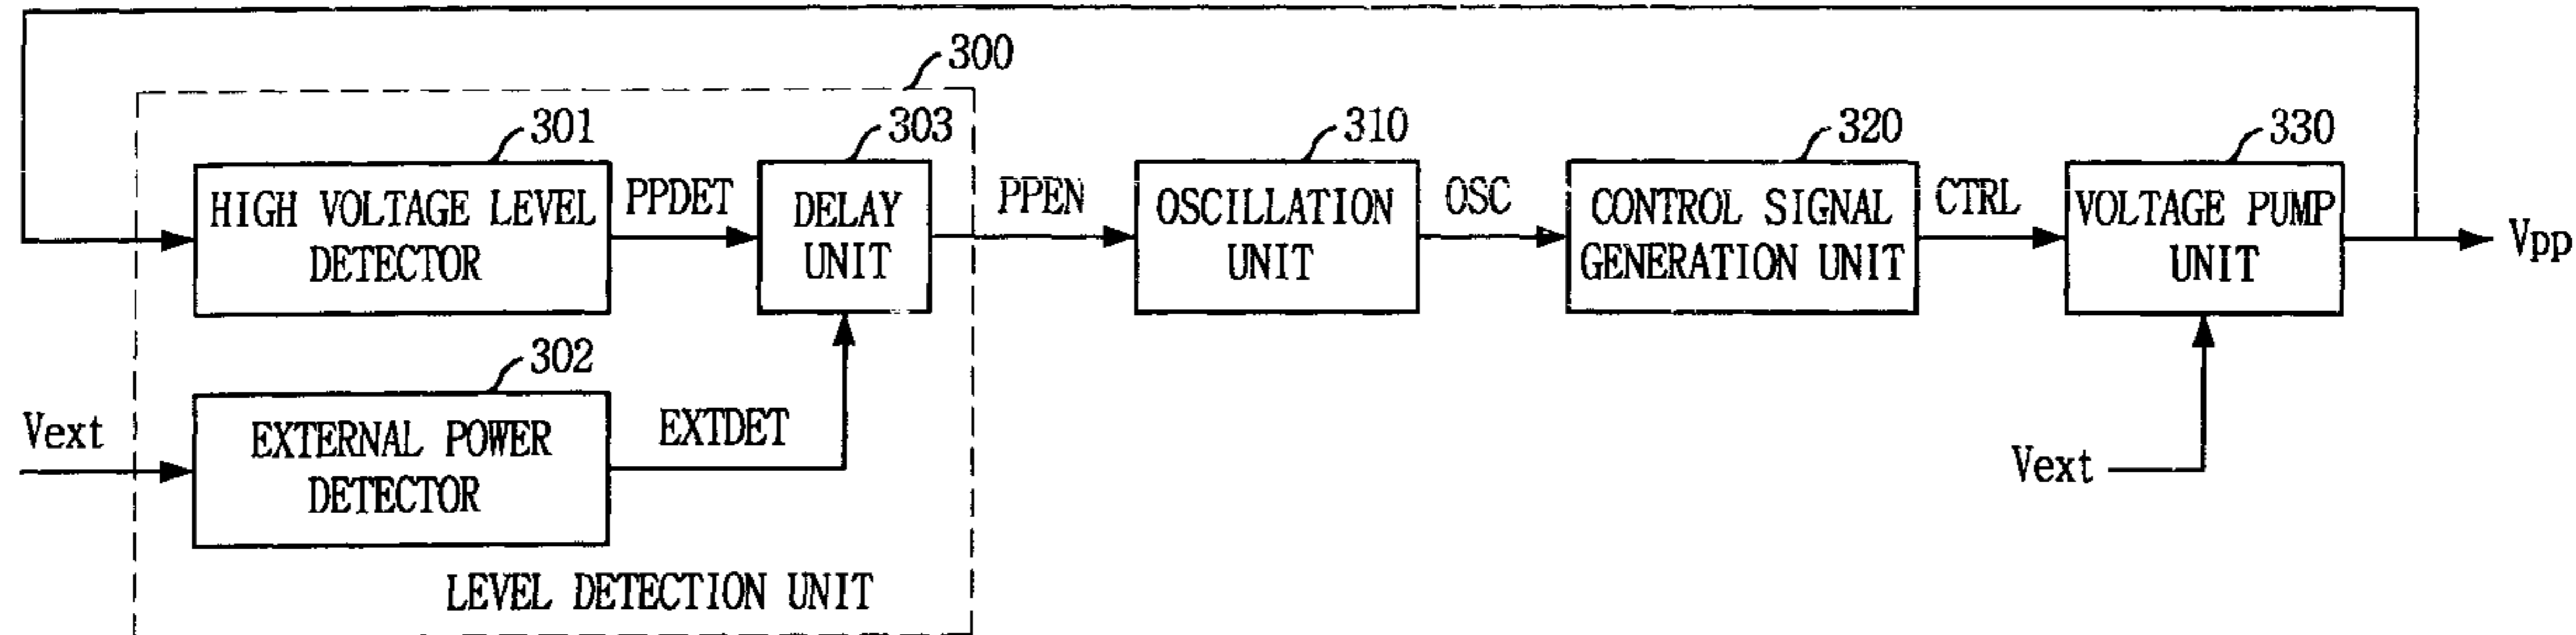 300
301
303
310
320
330
HIGH VOLTAGE LEVEL
DETECTOR
PPDET
DELAY
UNIT
PPEN
OSCILLATION
UNIT
OSC
CONTROL SIGNAL
GENERATION UNIT
CTRL
VOLTAGE PUMP
UNIT
Vpp
302
Vext
EXTERNAL POWER
DETECTOR
EXTDET
Vext
LEVEL DETECTION UNIT